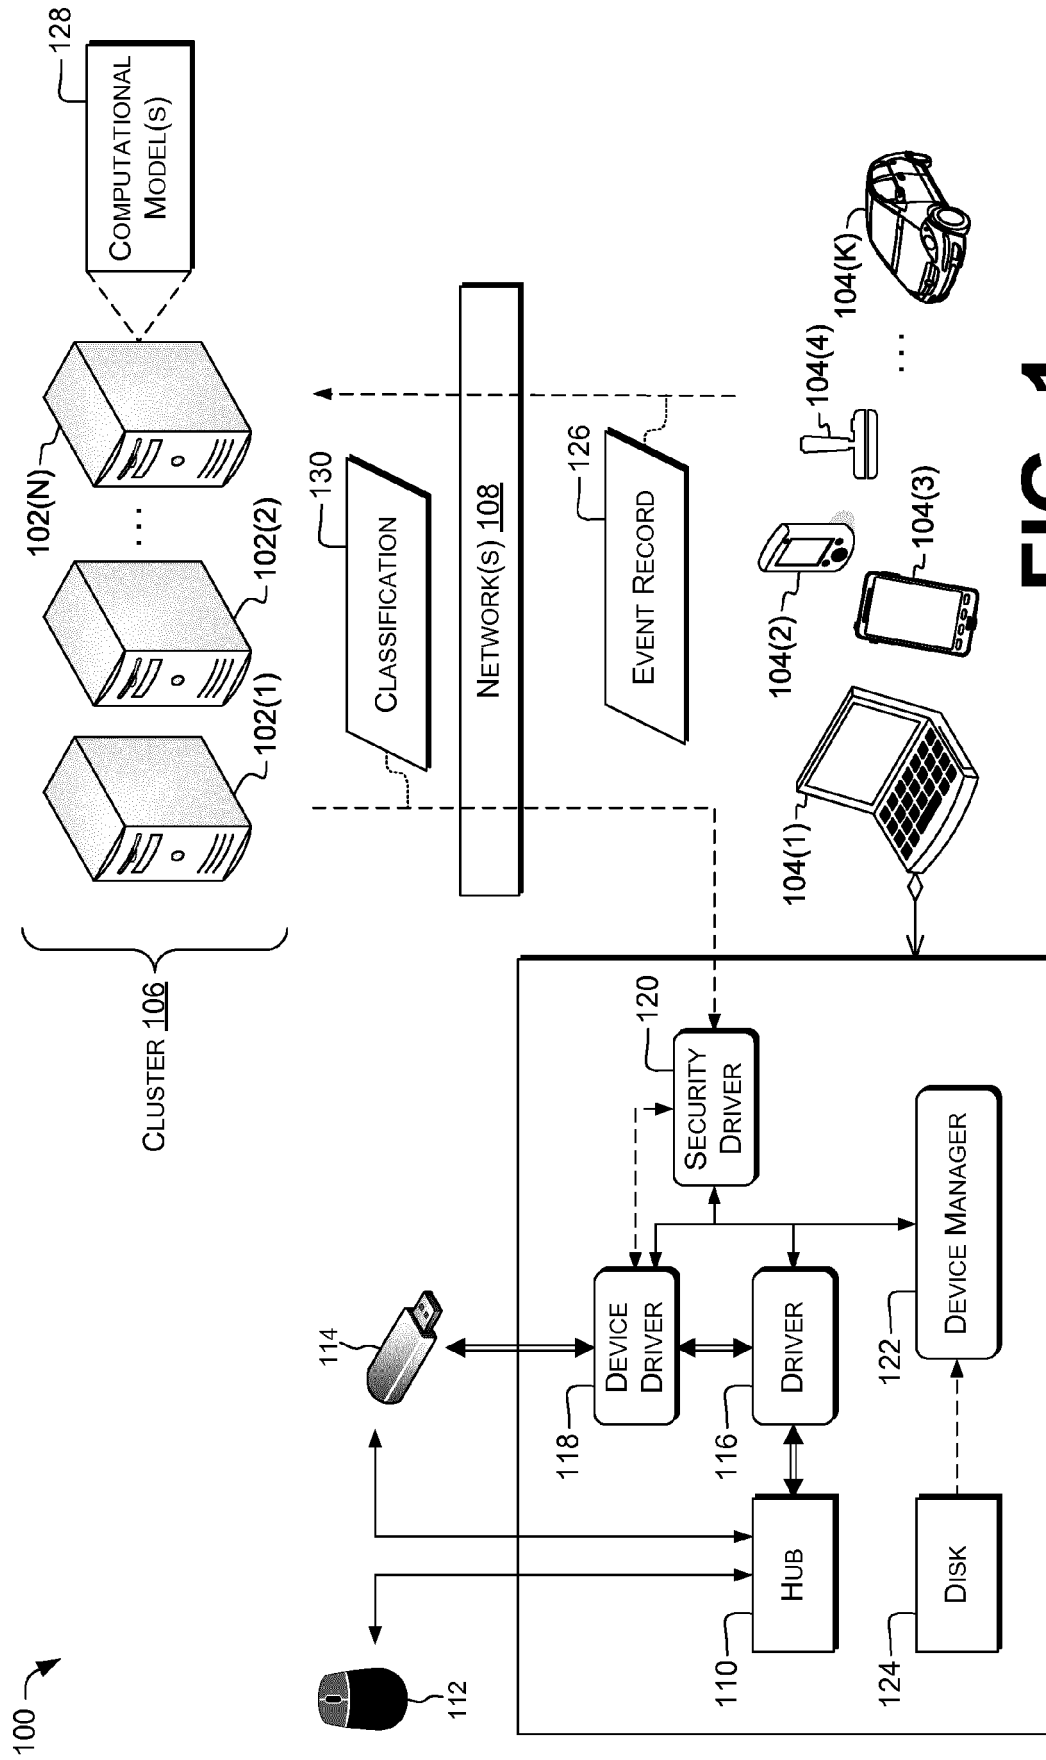 100
CLUSTER 106
102(1)
102(2)
...
102(N)
128
COMPUTATIONAL
MODEL(S)
130
CLASSIFICATION
NETWORK(S) 108
126
EVENT RECORD
112
114
120
SECURITY
DRIVER
118
DEVICE
DRIVER
116
DRIVER
110
HUB
122
DEVICE MANAGER
124
DISK
104(1)
104(2)
104(3)
104(4)
...
104(K)
FIG. 1